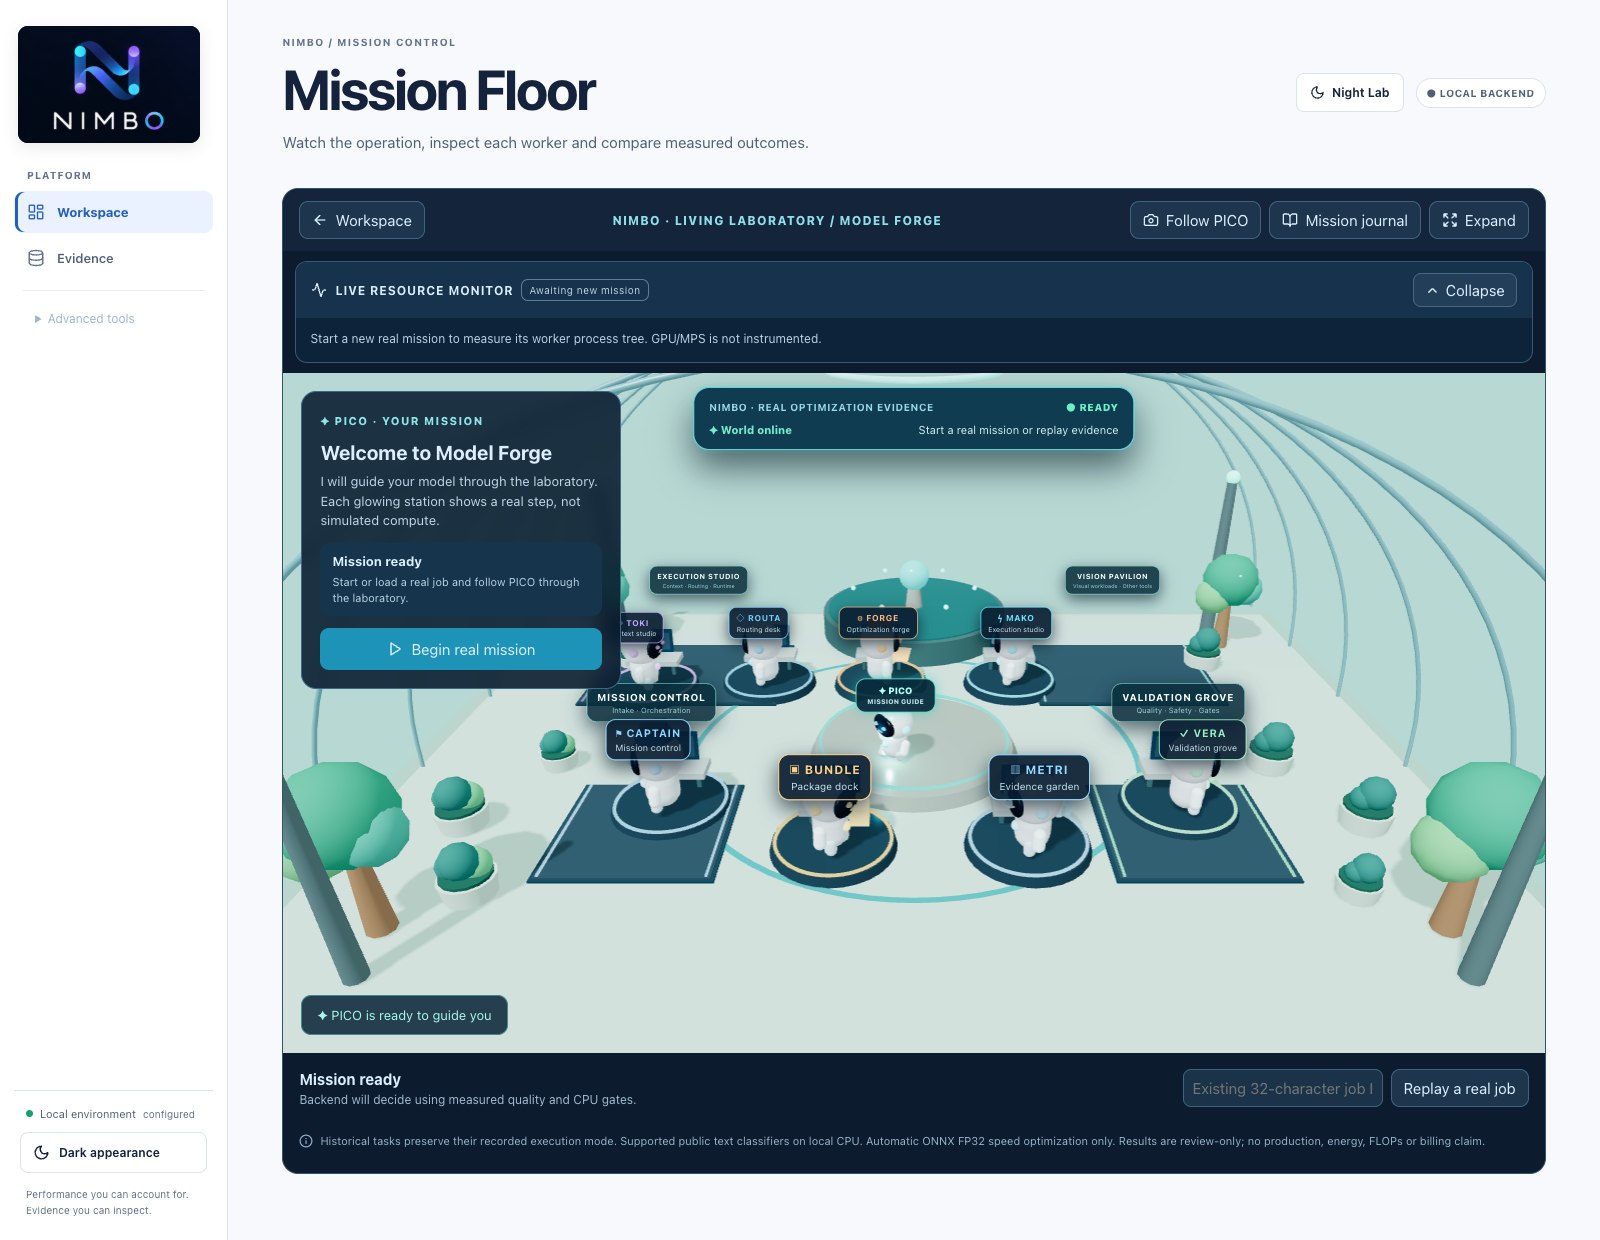 NIMBO
PLATFORM
Workspace
Evidence
Advanced tools
Local environment configured
Dark appearance
Performance you can account for.
Evidence you can inspect.
NIMBO / MISSION CONTROL
Mission Floor
Watch the operation, inspect each worker and compare measured outcomes.
Night Lab
LOCAL BACKEND
Workspace
NIMBO · LIVING LABORATORY / MODEL FORGE
Follow PICO
Mission journal
Expand
LIVE RESOURCE MONITOR
Awaiting new mission
Collapse
Start a new real mission to measure its worker process tree. GPU/MPS is not instrumented.
PICO · YOUR MISSION
Welcome to Model Forge
I will guide your model through the laboratory.
Each glowing station shows a real step, not
simulated compute.
Mission ready
Start or load a real job and follow PICO through
the laboratory.
Begin real mission
NIMBO · REAL OPTIMIZATION EVIDENCE
READY
World online
Start a real mission or replay evidence
EXECUTION STUDIO
Context · Routing · Runtime
VISION PAVILION
Visual workloads · Other tools
TOKI
text studio
ROUTA
Routing desk
FORGE
Optimization forge
MAKO
Execution studio
PICO
MISSION GUIDE
MISSION CONTROL
Intake · Orchestration
VALIDATION GROVE
Quality · Safety · Gates
CAPTAIN
Mission control
VERA
Validation grove
BUNDLE
Package dock
METRI
Evidence garden
PICO is ready to guide you
Mission ready
Backend will decide using measured quality and CPU gates.
Existing 32-character job I
Replay a real job
Historical tasks preserve their recorded execution mode. Supported public text classifiers on local CPU. Automatic ONNX FP32 speed optimization only. Results are review-only; no production, energy, FLOPs or billing claim.